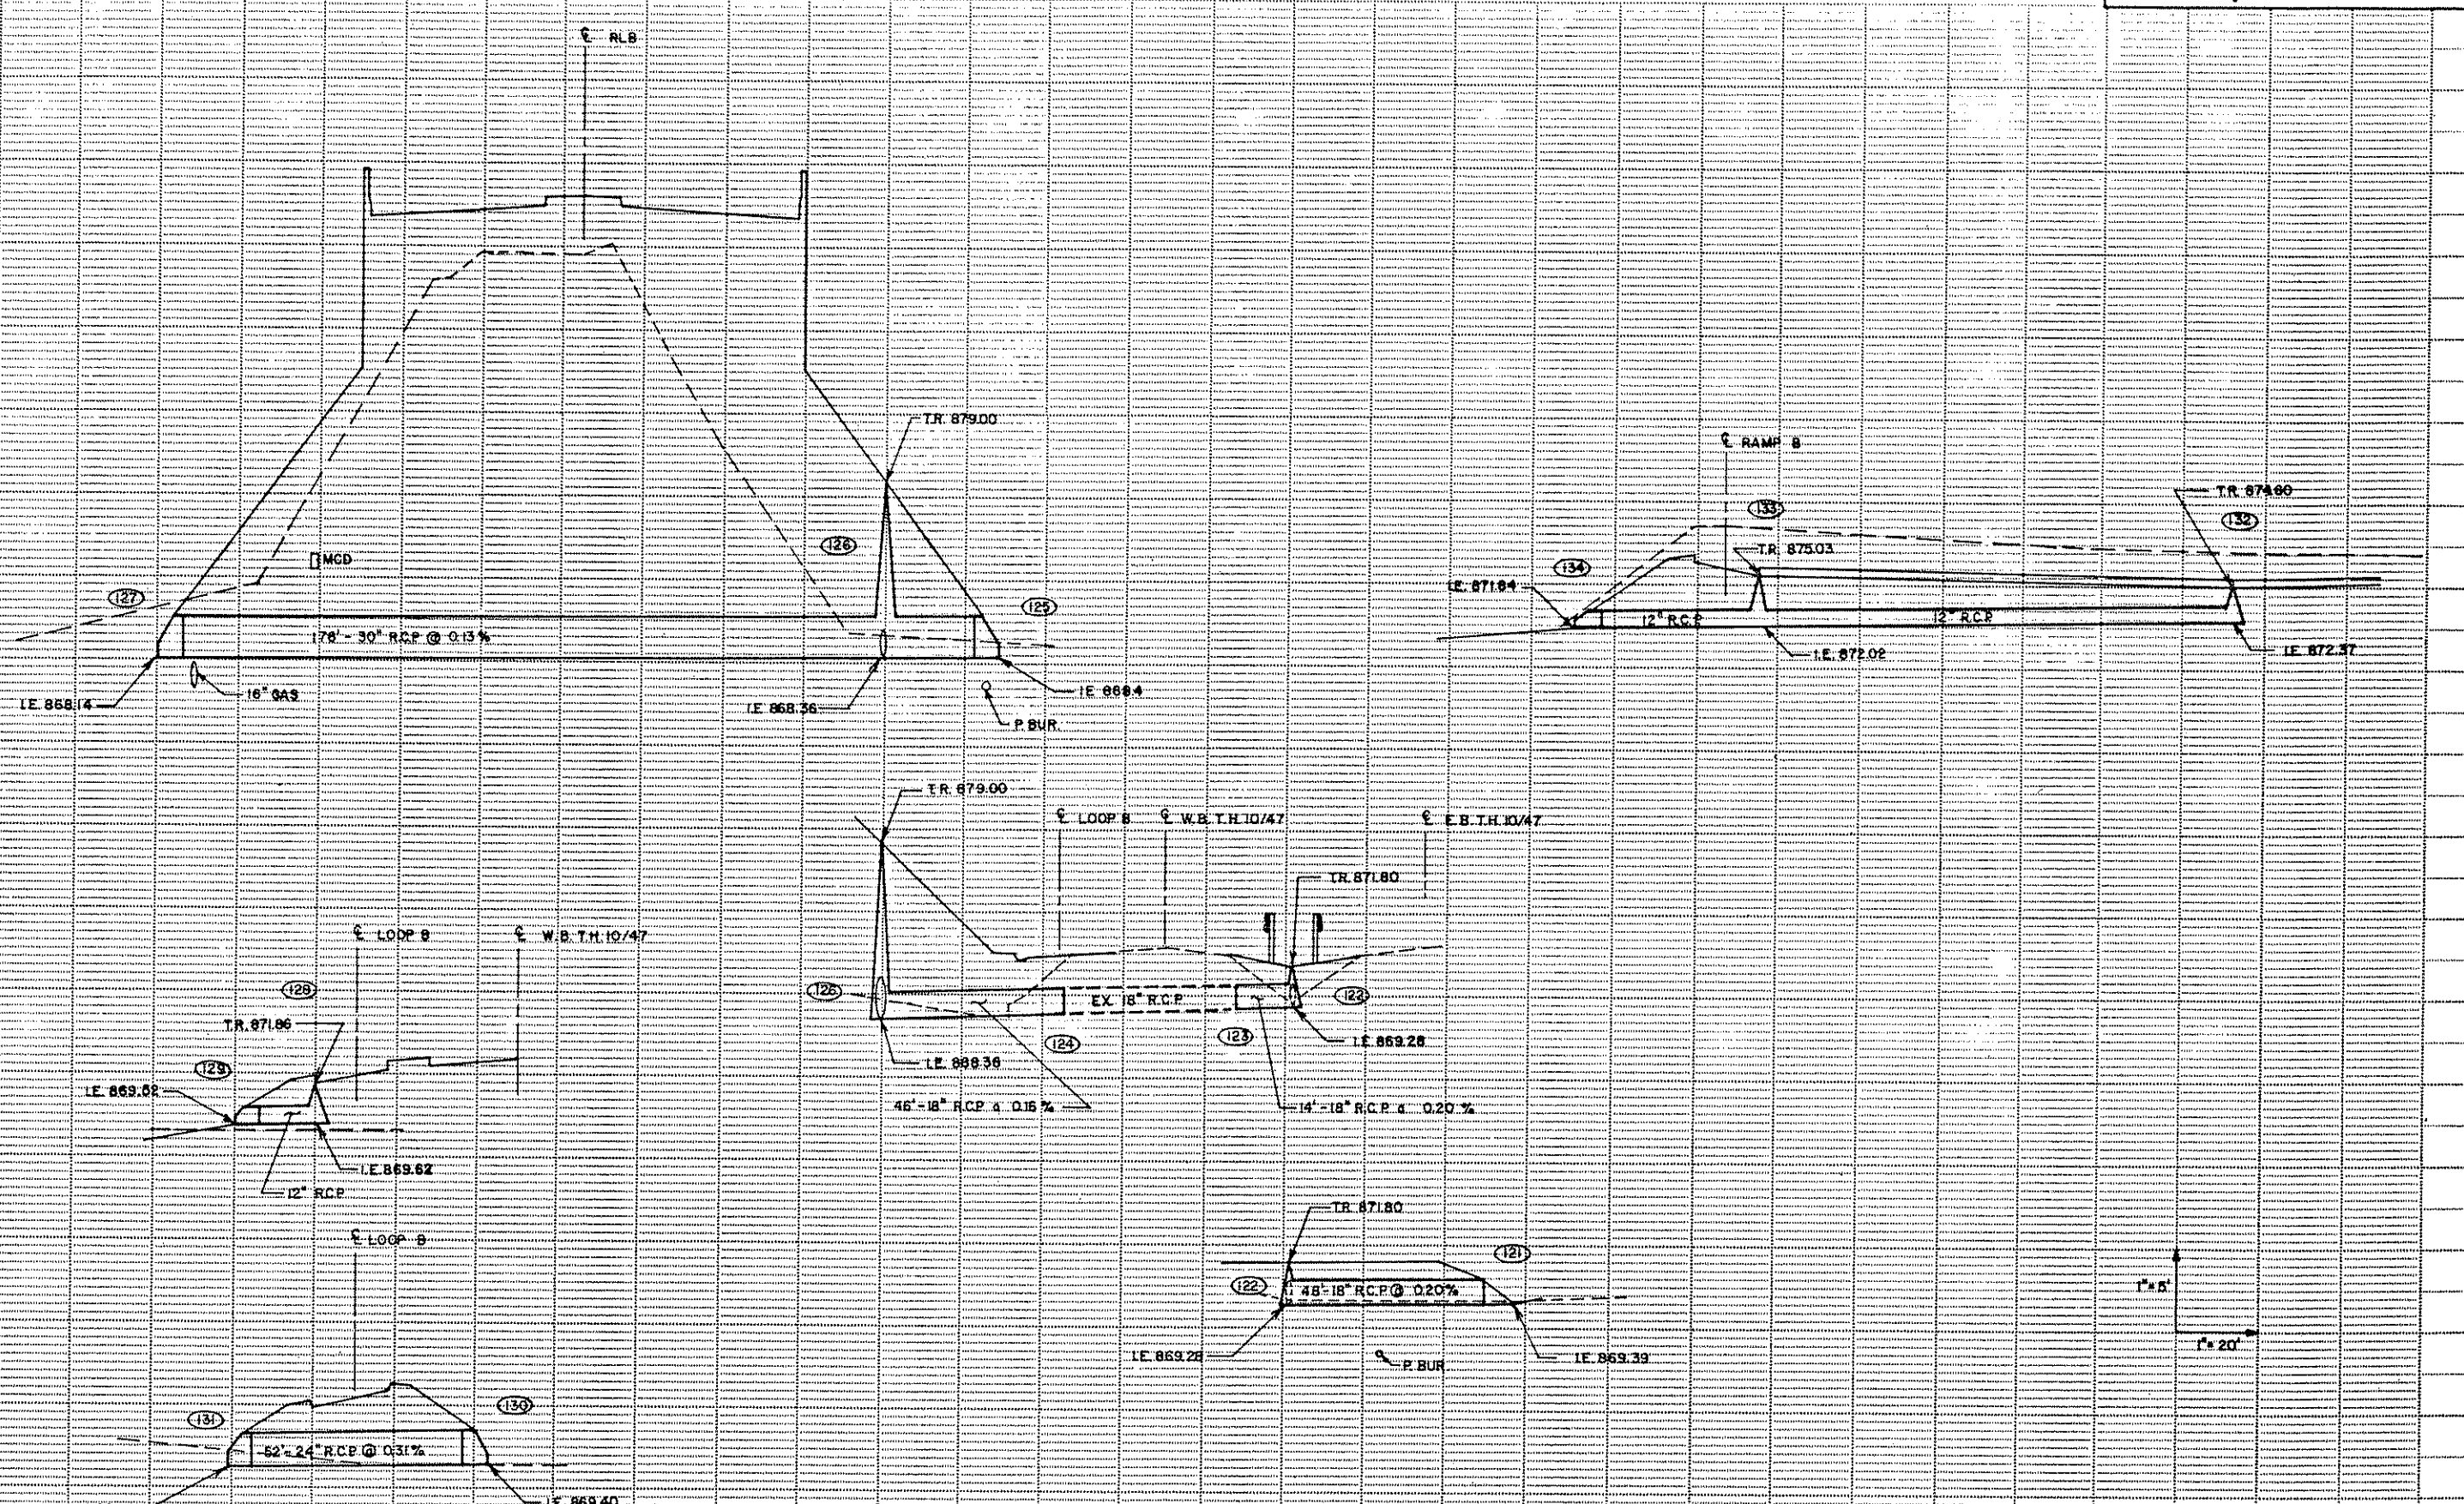 ℄ RLB
T.R. 879.00
126
MCD
127
125
178' - 30" R.C.P. @ 0.13%
16" GAS
I.E. 868.14
I.E. 868.36
I.E. 868.4
P. BUR.
℄ RAMP B
T.R. 874.60
133
132
T.R. 875.03
134
I.E. 871.84
12" R.C.P.
12" R.C.P.
I.E. 872.02
I.E. 872.37
T.R. 879.00
℄ LOOP B
℄ W.B. T.H. 10/47
℄ E.B. T.H. 10/47
T.R. 871.80
126
EX. 18" R.C.P.
122
124
123
I.E. 869.28
I.E. 868.36
46'-18" R.C.P. @ 0.16%
14'-18" R.C.P. @ 0.20%
℄ LOOP B
℄ W.B. T.H. 10/47
128
T.R. 871.86
129
I.E. 869.62
12" R.C.P.
T.R. 871.80
121
122
48'-18" R.C.P. @ 0.20%
I.E. 869.28
P. BUR
I.E. 869.39
1" = 5'
1" = 20'
℄ LOOP B
131
130
52'-24" R.C.P. @ 0.31%
I.E. 869.40